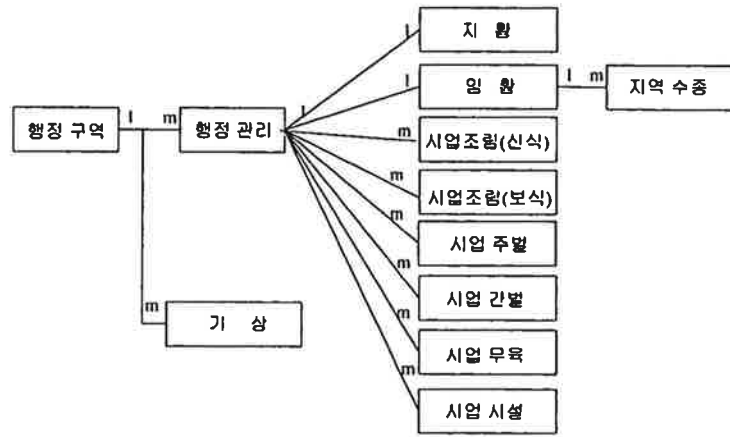 지 황
임 황
지역 수종
행정 구역
행정 관리
시업조림(신식)
시업조림(보식)
시업 주벌
시업 간벌
기 상
시업 무육
시업 시설
l m
l
l
l
l m
m
m
m
m
m
m
m